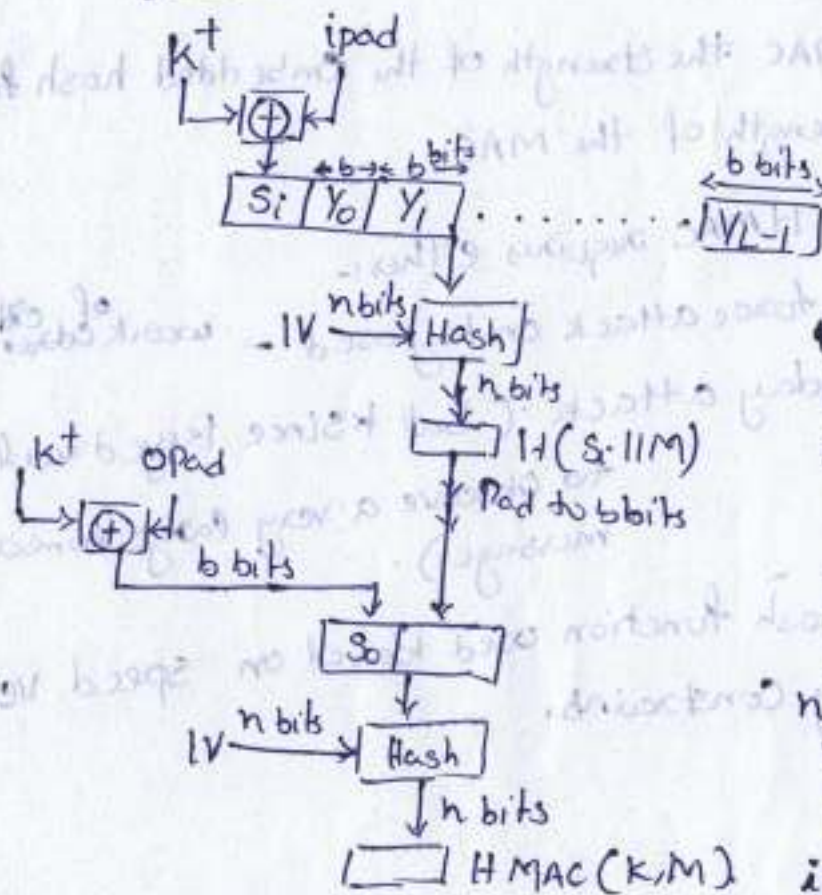 K+ ipad
⊕
b b bits
b bits
Si Y0 Y1 . . . . . . . . . YL-1
IV n bits Hash
n bits
H(Si||M)
K+ opad
Pad to b bits
⊕
b bits
S0
IV n bits Hash
n
n bits
HMAC(K,M)
i